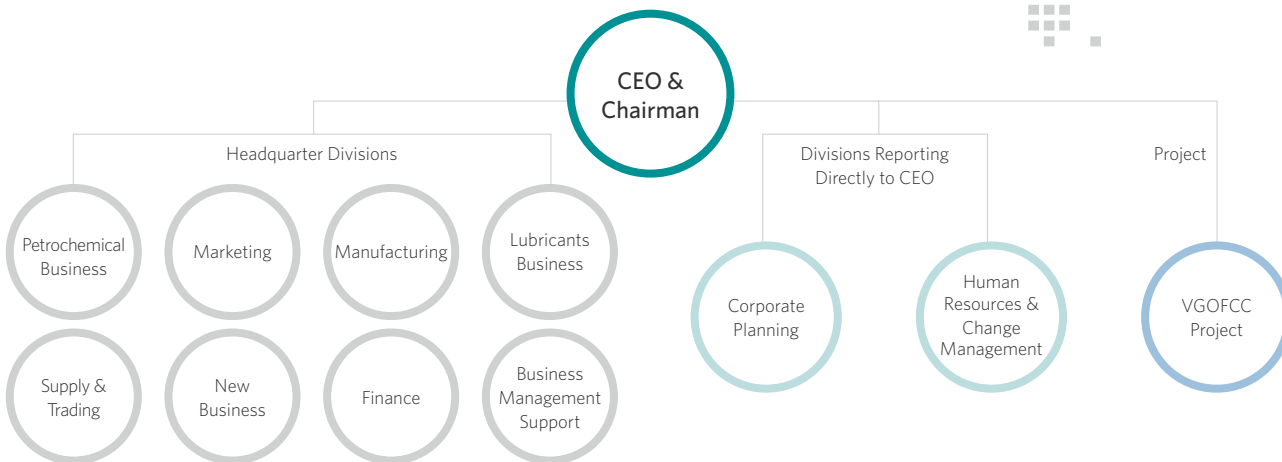 CEO &
Chairman
Headquarter Divisions
Divisions Reporting
Directly to CEO
Project
Petrochemical
Business
Marketing
Manufacturing
Lubricants
Business
Supply &
Trading
New
Business
Finance
Business
Management
Support
Corporate
Planning
Human
Resources &
Change
Management
VGOFCC
Project